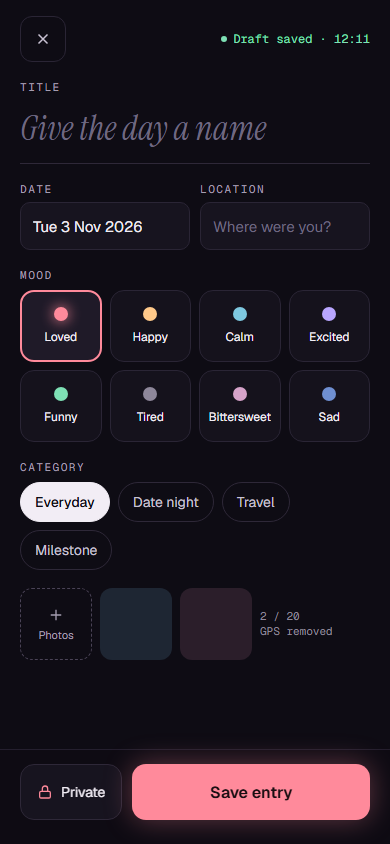 Draft saved · 12:11
TITLE
Give the day a name
DATE
LOCATION
Tue 3 Nov 2026
Where were you?
MOOD
Loved
Happy
Calm
Excited
Funny
Tired
Bittersweet
Sad
CATEGORY
Everyday
Date night
Travel
Milestone
Photos
2 / 20
GPS removed
Private
Save entry